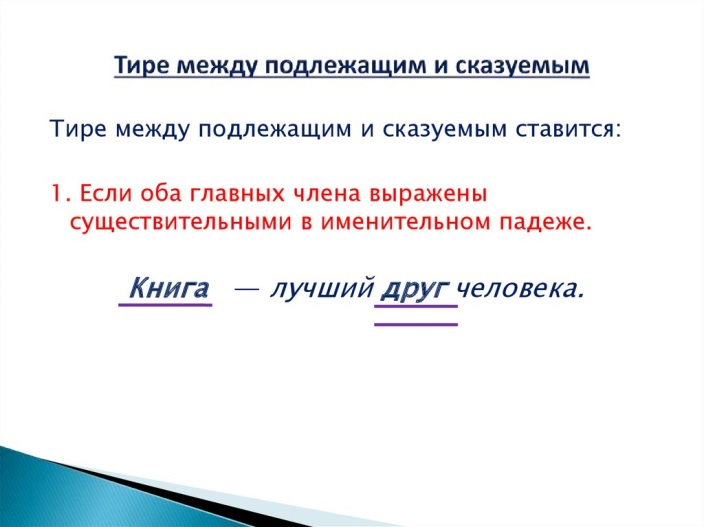 Тире между подлежащим и сказуемым
Тире между подлежащим и сказуемым ставится:
1. Если оба главных члена выражены
существительными в именительном падеже.
Книга — лучший друг человека.